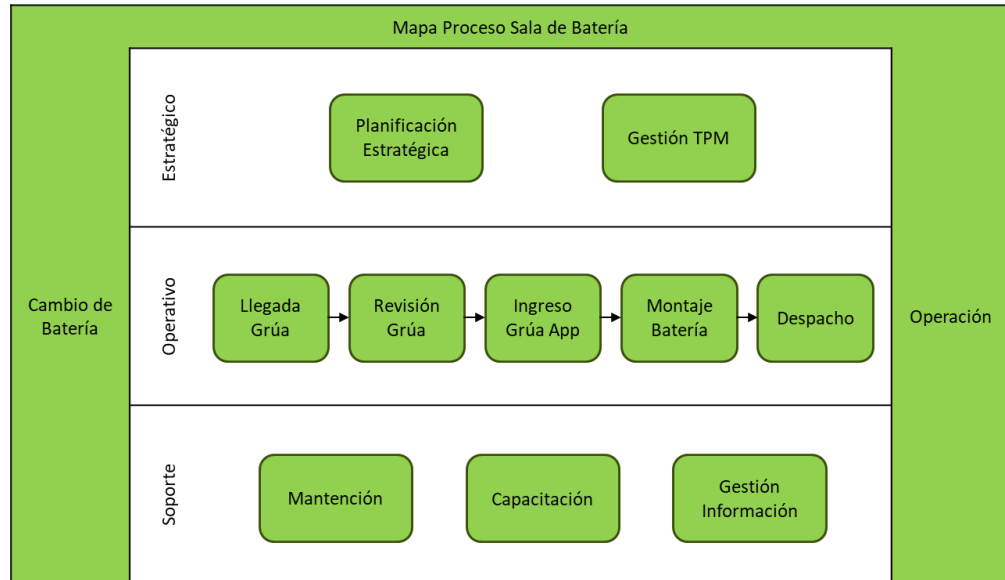 Mapa Proceso Sala de Batería
Estratégico
Planificación
Estratégica
Gestión TPM
Cambio de
Batería
Operativo
Llegada
Grúa
Revisión
Grúa
Ingreso
Grúa App
Montaje
Batería
Despacho
Operación
Soporte
Mantención
Capacitación
Gestión
Información